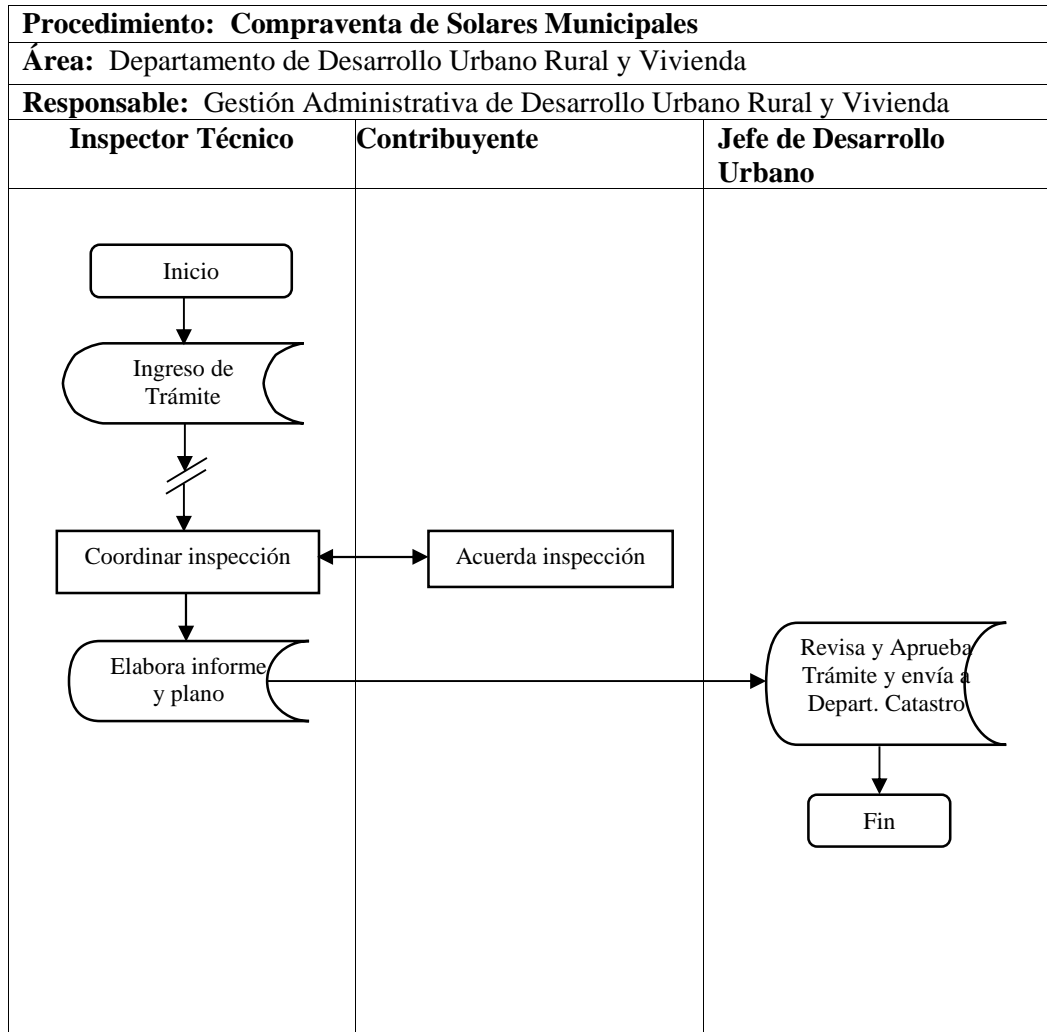 Procedimiento: Compraventa de Solares Municipales
Área: Departamento de Desarrollo Urbano Rural y Vivienda
Responsable: Gestión Administrativa de Desarrollo Urbano Rural y Vivienda
Inspector Técnico
Contribuyente
Jefe de Desarrollo
Urbano
Inicio
Ingreso de
Trámite
Coordinar inspección
Acuerda inspección
Elabora informe
y plano
Revisa y Aprueba
Trámite y envía a
Depart. Catastro
Fin